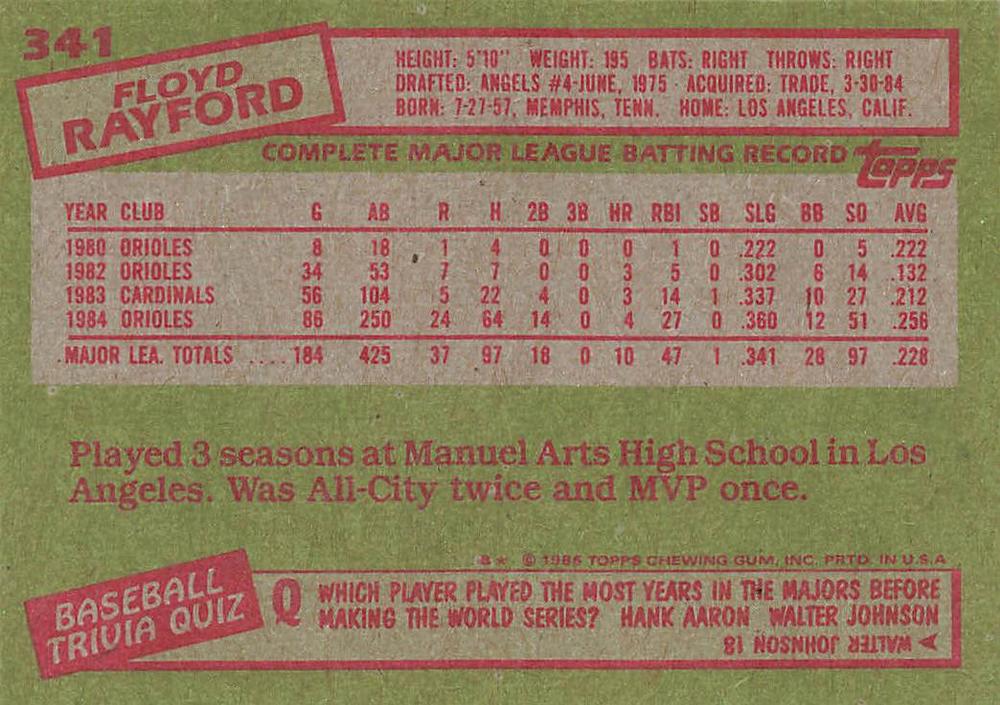 341
FLOYD
RAYFORD
HEIGHT: 5'10" WEIGHT: 195 BATS: RIGHT THROWS: RIGHT
DRAFTED: ANGELS #4-JUNE, 1975 · ACQUIRED: TRADE, 3-30-84
BORN: 7-27-57, MEMPHIS, TENN. HOME: LOS ANGELES, CALIF.
COMPLETE MAJOR LEAGUE BATTING RECORD topps
YEAR CLUB G AB R H 2B 3B HR RBI SB SLG BB SO AVG
1980 ORIOLES 8 18 1 4 0 0 0 1 0 .222 0 5 .222
1982 ORIOLES 34 53 7 7 0 0 3 5 0 .302 6 14 .132
1983 CARDINALS 56 104 5 22 4 0 3 14 1 .337 10 27 .212
1984 ORIOLES 86 250 24 64 14 0 4 27 0 .360 12 51 .256
MAJOR LEA. TOTALS .... 184 425 37 97 18 0 10 47 1 .341 28 97 .228
Played 3 seasons at Manuel Arts High School in Los
Angeles. Was All-City twice and MVP once.
B* © 1985 TOPPS CHEWING GUM, INC. PRTD. IN U.S.A
BASEBALL
TRIVIA QUIZ
Q WHICH PLAYER PLAYED THE MOST YEARS IN THE MAJORS BEFORE
MAKING THE WORLD SERIES? HANK AARON WALTER JOHNSON
A WALTER JOHNSON 18